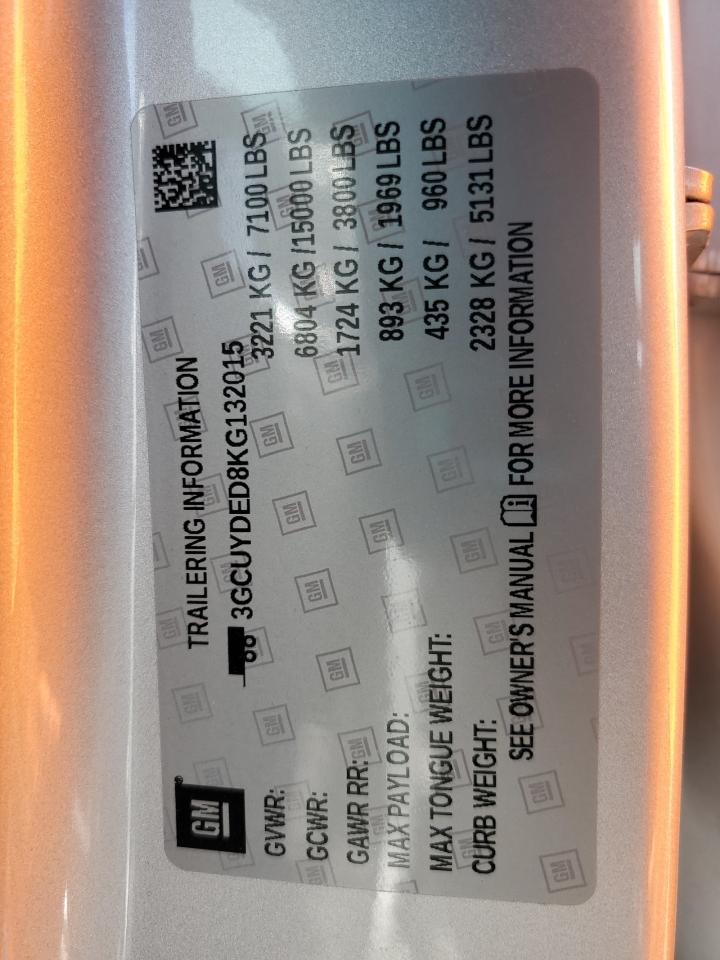 GM
TRAILERING INFORMATION
3GCUYDED8KG132015
GVWR: 3221 KG / 7100 LBS
GCWR: 6804 KG / 15000 LBS
GAWR RR: 1724 KG / 3800 LBS
MAX PAYLOAD: 893 KG / 1969 LBS
MAX TONGUE WEIGHT: 435 KG / 960 LBS
CURB WEIGHT: 2328 KG / 5131 LBS
SEE OWNER'S MANUAL FOR MORE INFORMATION